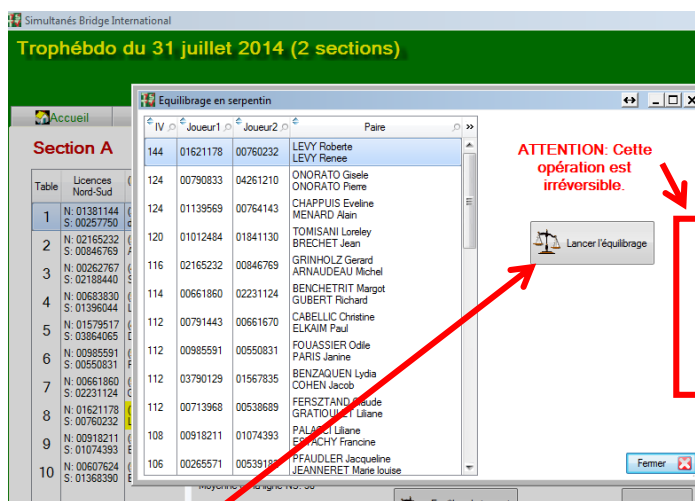 Simultanés Bridge International
Trophébdo du 31 juillet 2014 (2 sections)
Accueil
Section A
Table Licences Nord-Sud
1 N: 01381144 S: 00257750
2 N: 02165232 S: 00846769
3 N: 00262767 S: 02188440
4 N: 00683830 S: 01396044
5 N: 01579517 S: 03864065
6 N: 00985591 S: 00550831
7 N: 00661860 S: 02231124
8 N: 01621178 S: 00760232
9 N: 00918211 S: 01074393
10 N: 00607624 S: 01368390
Equilibrage en serpentin
IV Joueur1 Joueur2 Paire
144 01621178 00760232 LEVY Roberte
LEVY Renee
124 00790833 04261210 ONORATO Gisele
ONORATO Pierre
124 01139569 00764143 CHAPPUIS Eveline
MENARD Alain
120 01012484 01841130 TOMISANI Loreley
BRECHET Jean
116 02165232 00846769 GRINHOLZ Gerard
ARNAUDEAU Michel
114 00661860 02231124 BENCHETRIT Margot
GUBERT Richard
112 00791443 00661670 CABELLIC Christine
ELKAIM Paul
112 00985591 00550831 FOUASSIER Odile
PARIS Janine
112 03790129 01567835 BENZAQUEN Lydia
COHEN Jacob
112 00713968 00538689 FERSZTAND Claude
GRATIOULET Liliane
108 00918211 01074393 PALACCI Liliane
ESTACHY Francine
106 00265571 PFAUDLER Jacqueline
JEANNERET Marie louise
ATTENTION: Cette
opération est
irréversible.
Lancer l'équilibrage
Fermer